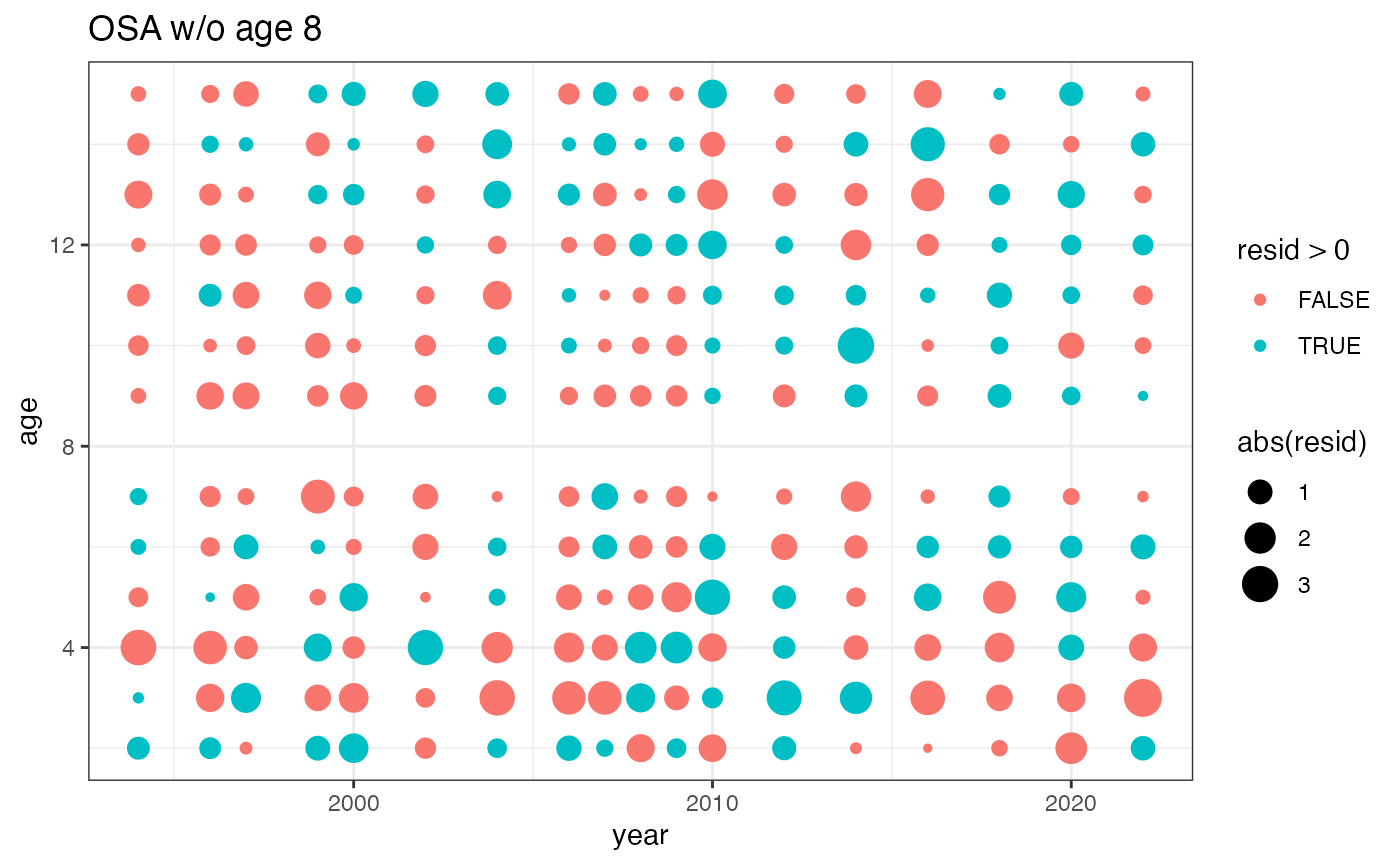 OSA w/o age 8
12
8
4
age
2000 2010 2020
year
resid > 0
FALSE
TRUE
abs(resid)
1
2
3